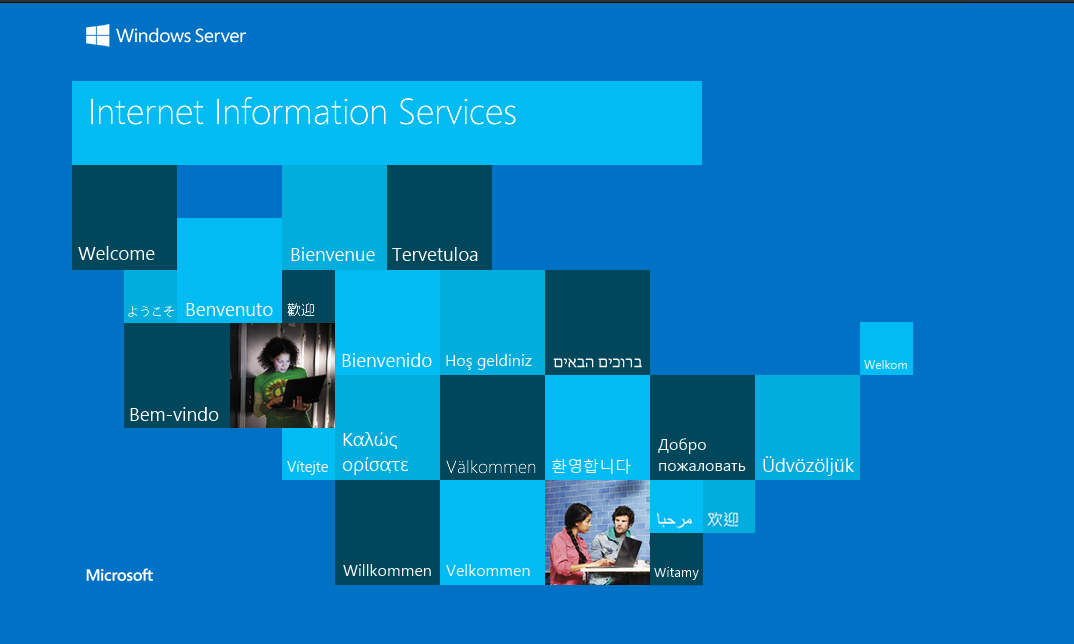 Windows Server
Internet Information Services
Welcome
Bienvenue
Tervetuloa
ようこそ
Benvenuto
歡迎
Bienvenido
Hoş geldiniz
ברוכים הבאים
Welkom
Bem-vindo
Vítejte
Καλώς
ορίσατε
Välkommen
환영합니다
Добро
пожаловать
Üdvözöljük
Willkommen
Velkommen
مرحبا
欢迎
Witamy
Microsoft